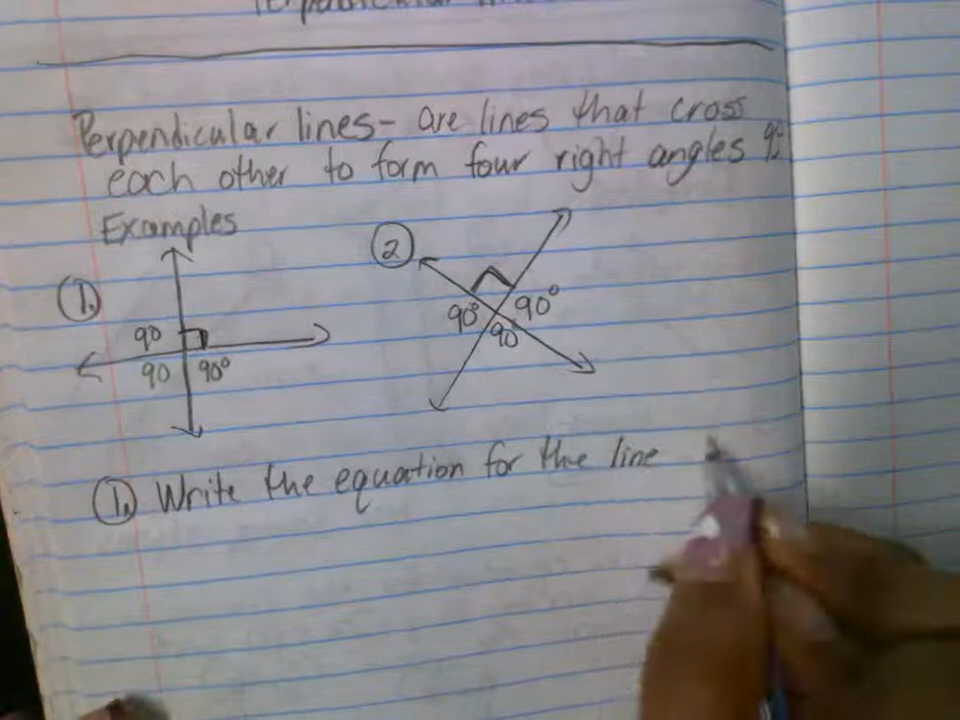 Perpendicular lines- are lines that cross
each other to form four right angles 90°
Examples
1.
90
90 90°
2
90° 90°
90°
1. Write the equation for the line